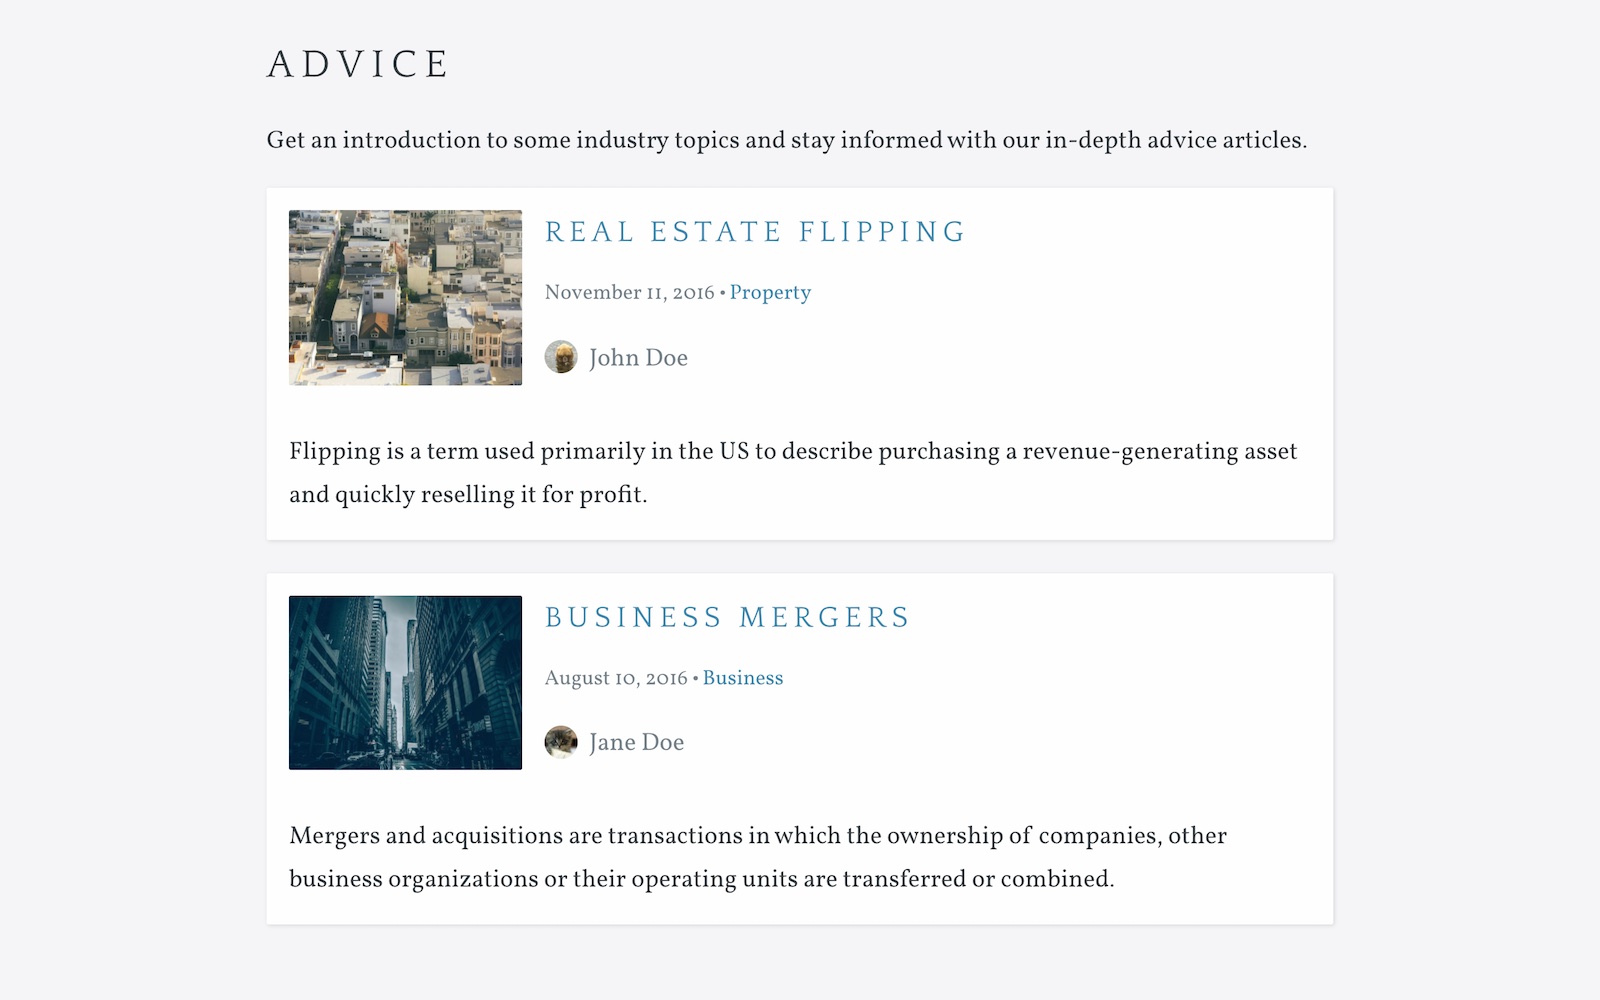 ADVICE
Get an introduction to some industry topics and stay informed with our in-depth advice articles.
REAL ESTATE FLIPPING
November 11, 2016 • Property
John Doe
Flipping is a term used primarily in the US to describe purchasing a revenue-generating asset
and quickly reselling it for profit.
BUSINESS MERGERS
August 10, 2016 • Business
Jane Doe
Mergers and acquisitions are transactions in which the ownership of companies, other
business organizations or their operating units are transferred or combined.